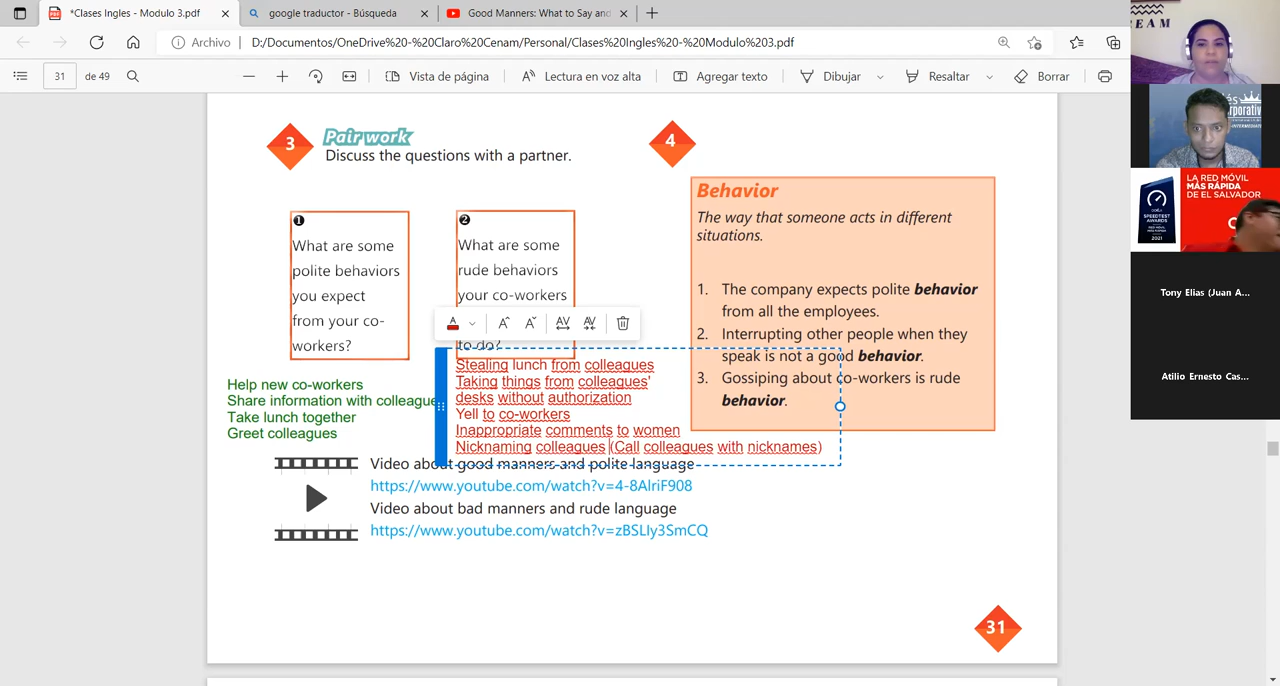 *Clases Ingles - Modulo 3.pdf
google traductor - Búsqueda
Good Manners: What to Say and
Archivo
D:/Documentos/OneDrive%20-%20Claro%20Cenam/Personal/Clases%20Ingles%20-%20Modulo%203.pdf
31
de 49
Vista de página
Lectura en voz alta
Agregar texto
Dibujar
Resaltar
Borrar
3
Pair work
Discuss the questions with a partner.
1
What are some
polite behaviors
you expect
from your co-
workers?
2
What are some
rude behaviors
your co-workers
to do?
Help new co-workers
Share information with colleague
Take lunch together
Greet colleagues
Stealing lunch from colleagues
Taking things from colleagues'
desks without authorization
Yell to co-workers
Inappropriate comments to women
Nicknaming colleagues (Call colleagues with nicknames)
4
Behavior
The way that someone acts in different
situations.
1. The company expects polite behavior
from all the employees.
2. Interrupting other people when they
speak is not a good behavior.
3. Gossiping about co-workers is rude
behavior.
Video about good manners and polite language
https://www.youtube.com/watch?v=4-8AlriF908
Video about bad manners and rude language
https://www.youtube.com/watch?v=zBSLIy3SmCQ
31
EAM
LA RED MÓVIL
MÁS RÁPIDA
DE EL SALVADOR
SPEEDTEST
AWARDS
2021
Tony Elias (Juan A...
Atilio Ernesto Cas...